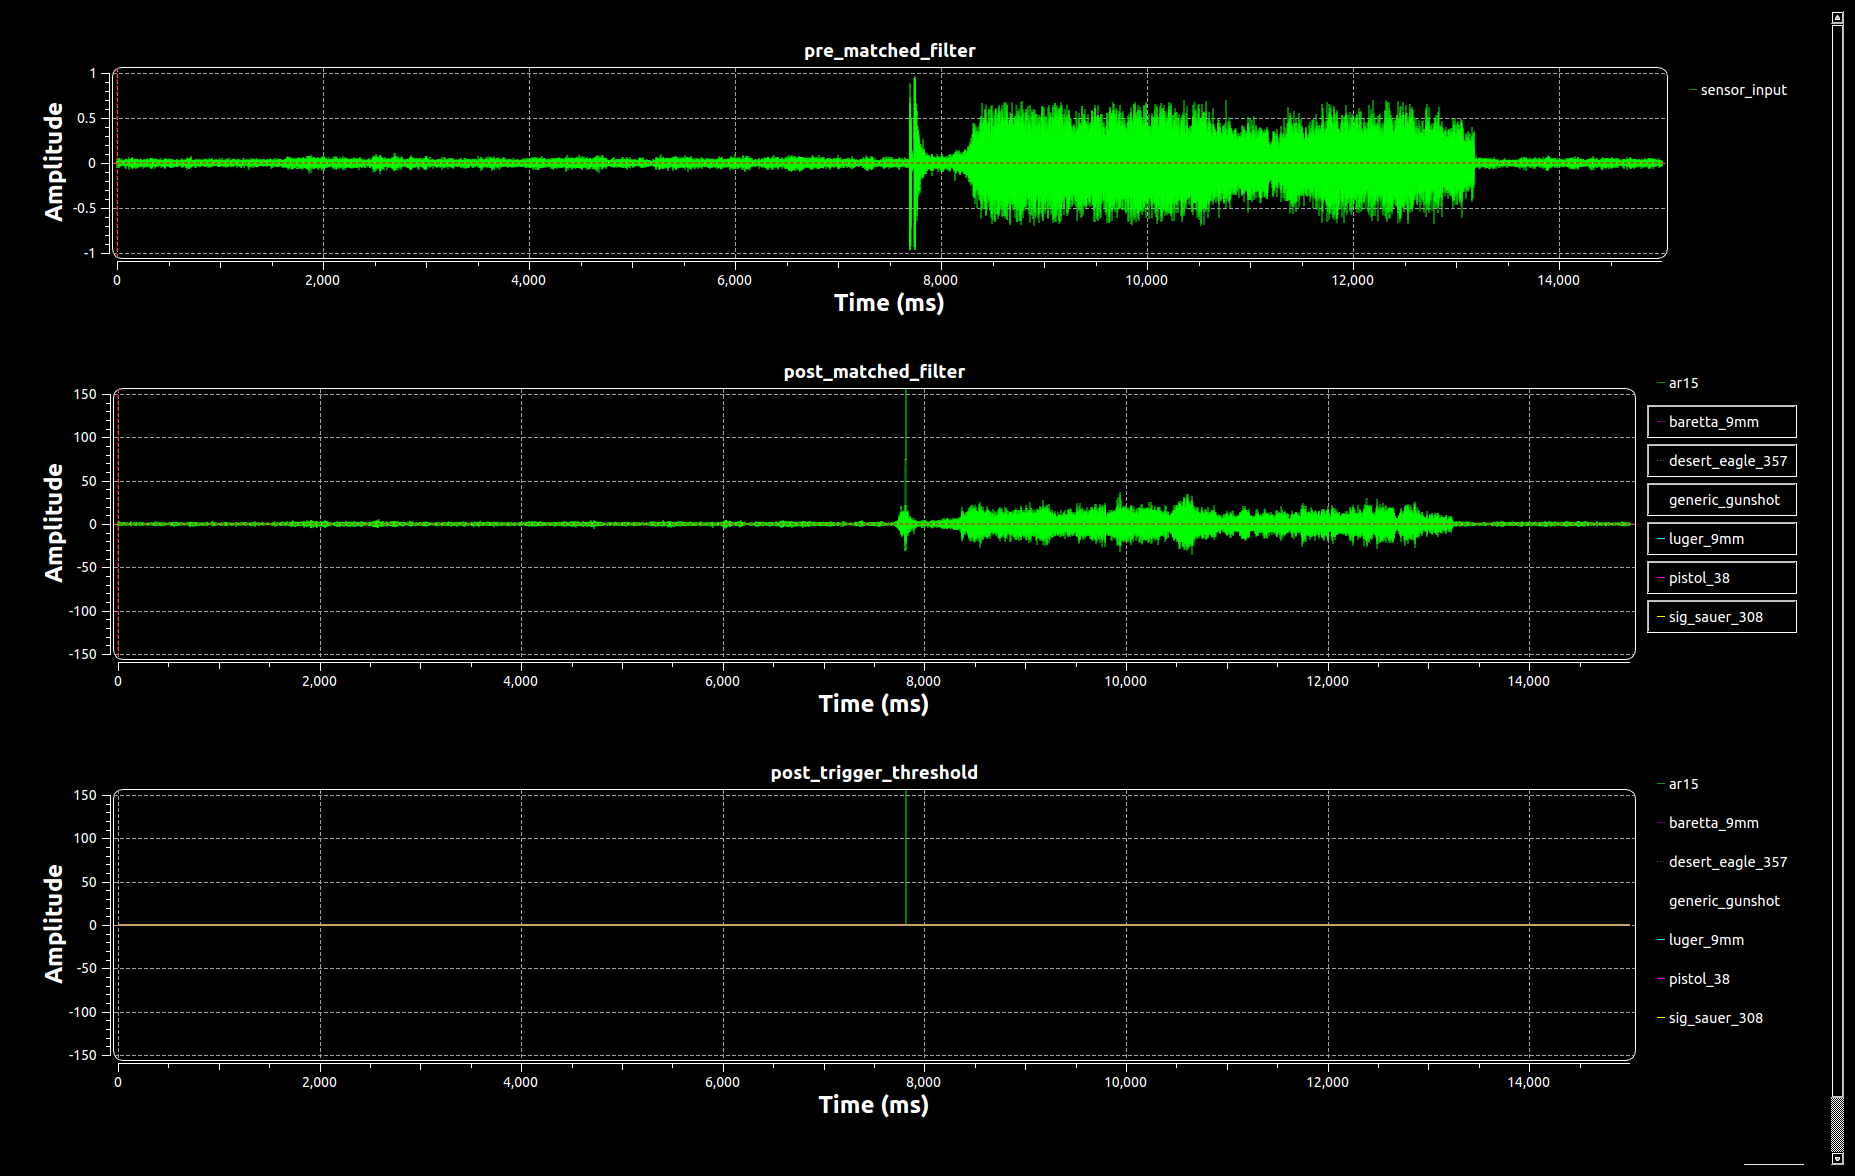 pre_matched_filter
1
0.5
0
-0.5
-1
Amplitude
0 2,000 4,000 6,000 8,000 10,000 12,000 14,000
Time (ms)
sensor_input
post_matched_filter
150
100
50
0
-50
-100
-150
Amplitude
0 2,000 4,000 6,000 8,000 10,000 12,000 14,000
Time (ms)
ar15
baretta_9mm
desert_eagle_357
generic_gunshot
luger_9mm
pistol_38
sig_sauer_308
post_trigger_threshold
150
100
50
0
-50
-100
-150
Amplitude
0 2,000 4,000 6,000 8,000 10,000 12,000 14,000
Time (ms)
ar15
baretta_9mm
desert_eagle_357
generic_gunshot
luger_9mm
pistol_38
sig_sauer_308